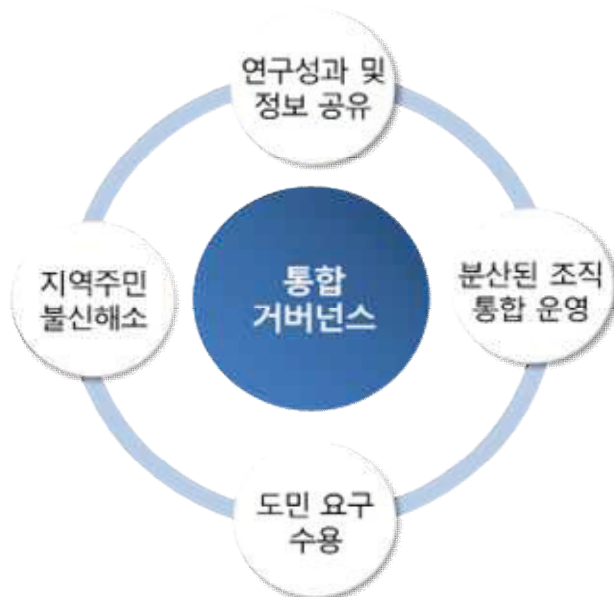 연구성과 및
정보 공유
지역주민
불신해소
통합
거버넌스
분산된 조직
통합 운영
도민 요구
수용